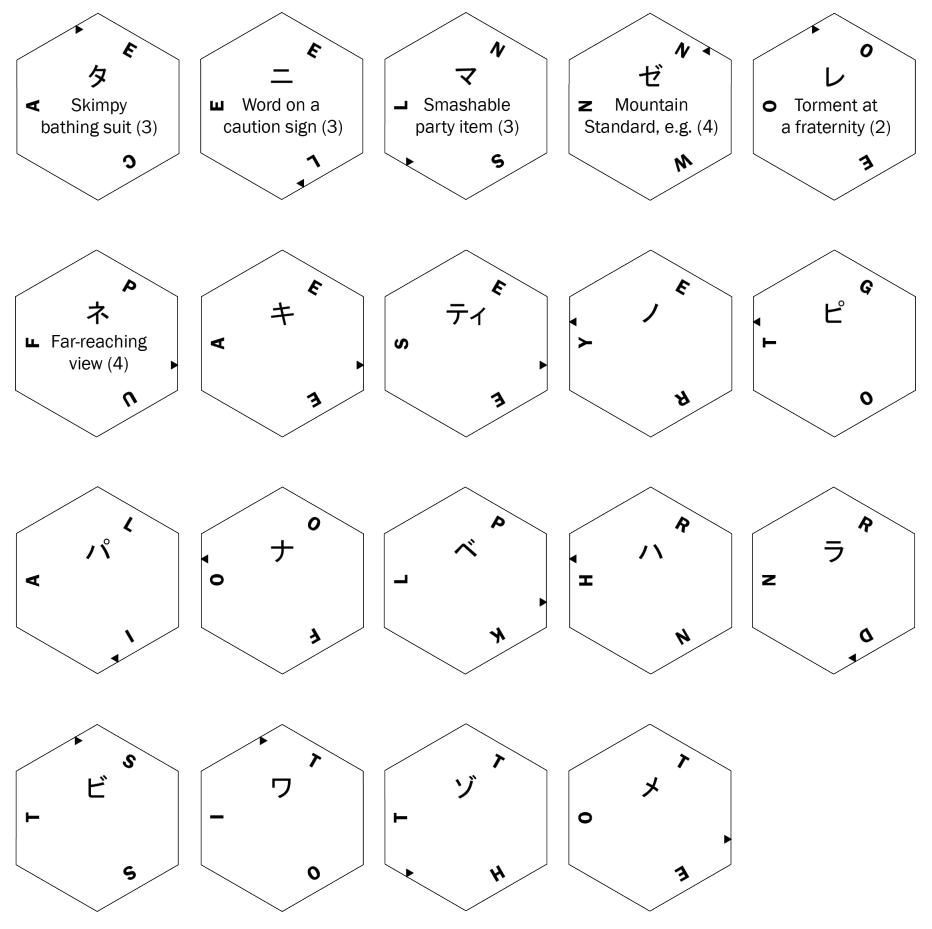 E
タ
A Skimpy
bathing suit (3)
C
E
ニ
E Word on a
caution sign (3)
L
N
マ
L Smashable
party item (3)
S
N
ゼ
N Mountain
Standard, e.g. (4)
W
O
レ
O Torment at
a fraternity (2)
E
P
ネ
F Far-reaching
view (4)
U
E
キ
A
E
E
ティ
S
E
E
ノ
Y
R
G
ピ
T
O
L
パ
A
I
O
ナ
O
F
P
ベ
L
K
R
ハ
H
N
R
ラ
N
D
S
ビ
T
S
T
ワ
I
O
T
ゾ
T
H
T
メ
O
E